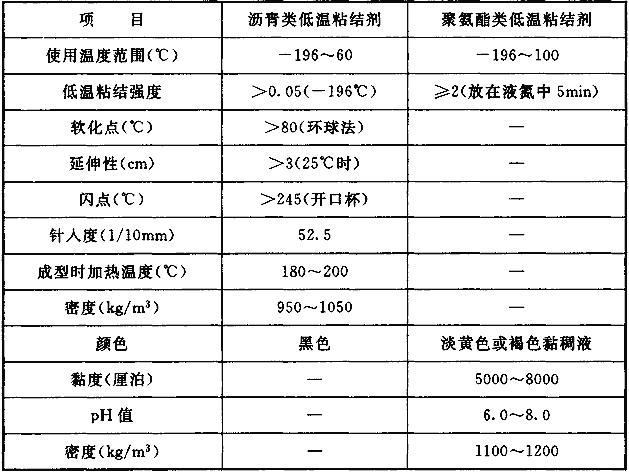 项 目 沥青类低温粘结剂 聚氨酯类低温粘结剂
使用温度范围(℃) －196～60 －196～100
低温粘结强度 ＞0.05(－196℃) ≥2(放在液氮中5min)
软化点(℃) ＞80(环球法) —
延伸性(cm) ＞3(25℃时) —
闪点(℃) ＞245(开口杯) —
针入度(1/10mm) 52.5 —
成型时加热温度(℃) 180～200 —
密度(kg/m³) 950～1050 —
颜色 黑色 淡黄色或褐色黏稠液
黏度(厘泊) — 5000～8000
pH值 — 6.0～8.0
密度(kg/m³) — 1100～1200